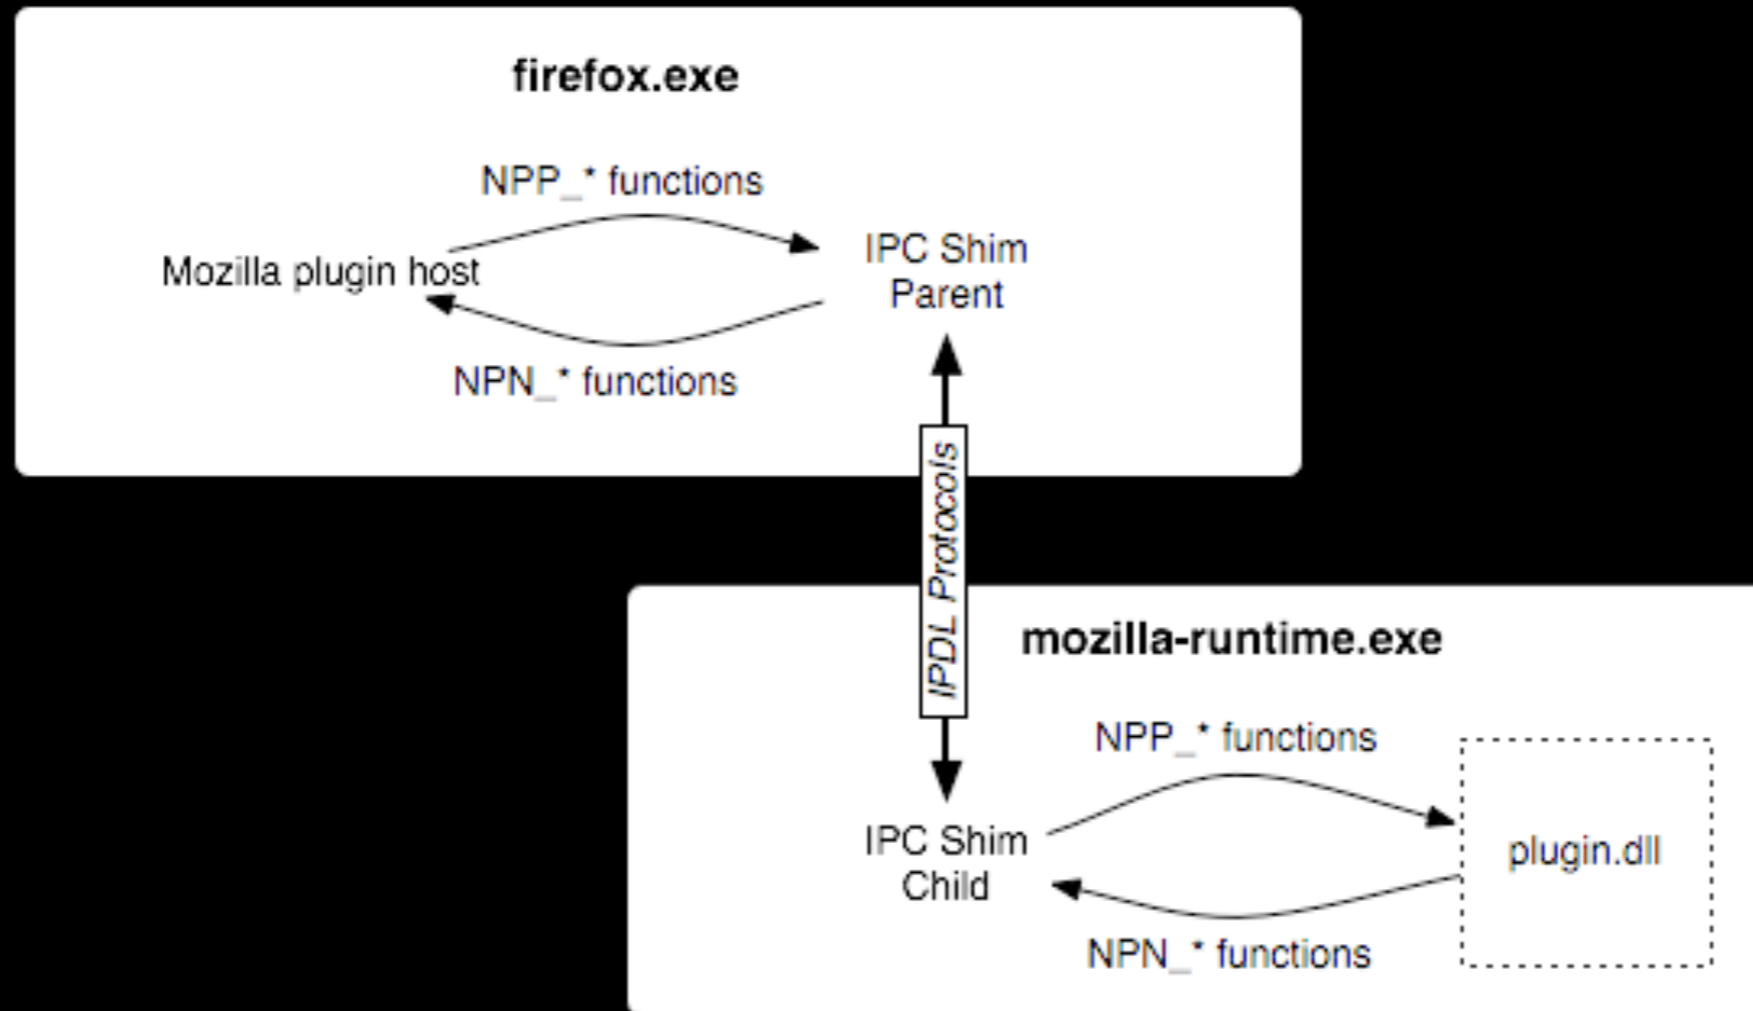 firefox.exe
NPP_* functions
Mozilla plugin host
IPC Shim
Parent
NPN_* functions
IPDL Protocols
mozilla-runtime.exe
NPP_* functions
IPC Shim
Child
plugin.dll
NPN_* functions